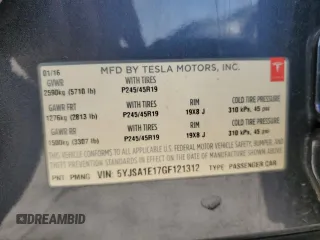 MFD BY TESLA MOTORS, INC.
01/16
GVWR WITH TIRES
2590kg (5710 lb) P245/45R19
GAWR FRT WITH TIRES RIM COLD TIRE PRESSURE
1276kg (2813 lb) P245/45R19 19X8 J 310 kPa, 45 psi
GAWR RR WITH TIRES RIM COLD TIRE PRESSURE
P245/45R19 19X8 J 310 kPa, 45 psi
THIS VEHICLE CONFORMS TO ALL APPLICABLE FEDERAL
MOTOR VEHICLE SAFETY, BUMPER, AND
THEFT PREVENTION STANDARDS IN EFFECT ON THE DATE
OF MANUFACTURE SHOWN ABOVE.
VIN: 5YJSA1E17GF121312 TYPE: PASSENGER CAR
PNT: PMNG
DREAMBID